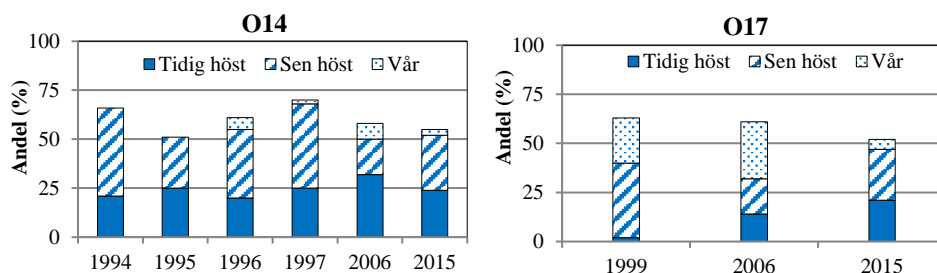 O14
100
75
50
25
0
Andel (%)
Tidig höst Sen höst Vår
1994 1995 1996 1997 2006 2015
O17
100
75
50
25
0
Andel (%)
Tidig höst Sen höst Vår
1999 2006 2015